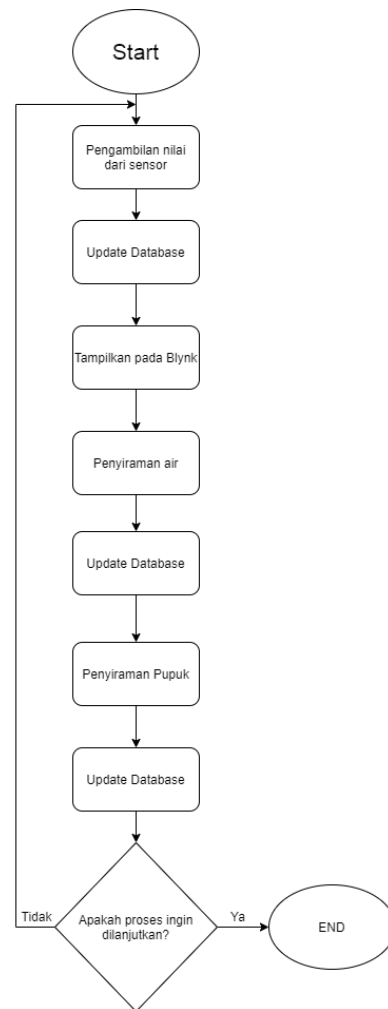 Start
Pengambilan nilai
dari sensor
Update Database
Tampilkan pada Blynk
Penyiraman air
Update Database
Penyiraman Pupuk
Update Database
Tidak
Apakah proses ingin
dilanjutkan?
Ya
END